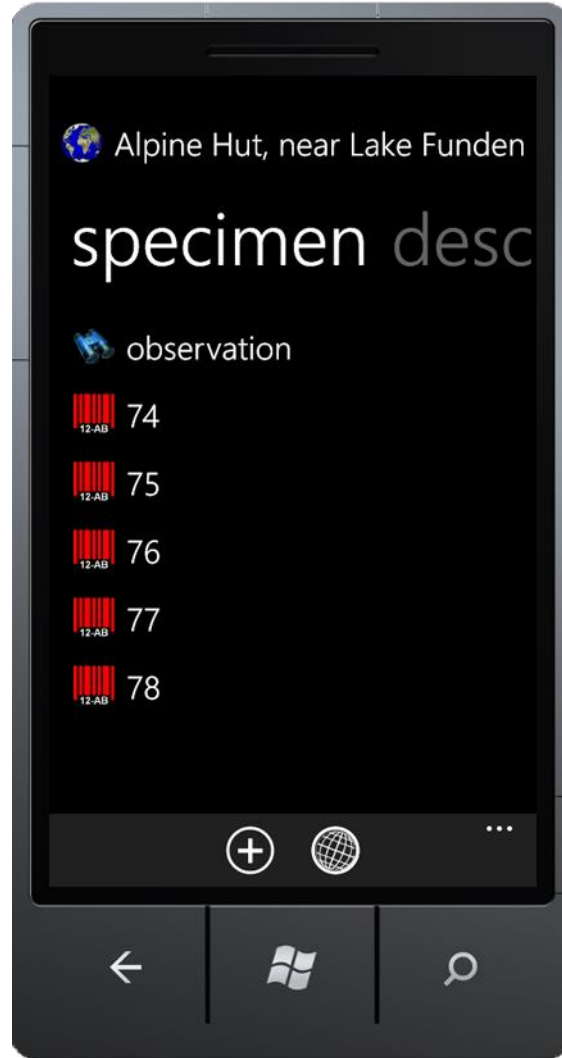 Alpine Hut, near Lake Funden
specimen desc
observation
12-AB 74
12-AB 75
12-AB 76
12-AB 77
12-AB 78